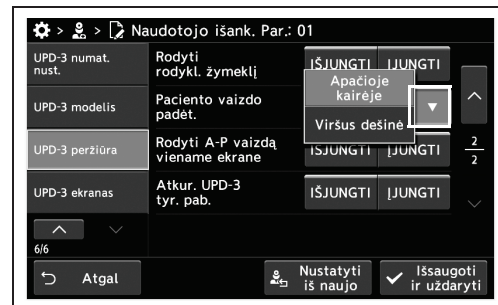 > > Naudotojo išank. Par.: 01
UPD-3 numat.
nust.
UPD-3 modelis
UPD-3 peržiūra
UPD-3 ekranas
6/6
Rodyti
rodykl. žymeklį
IŠJUNGTI ĮJUNGTI
Paciento vaizdo
padėt.
Apačioje
kairėje
Viršus dešinė
Rodyti A-P vaizdą
viename ekrane
IŠJUNGTI ĮJUNGTI
Atkur. UPD-3
tyr. pab.
IŠJUNGTI ĮJUNGTI
2
2
Atgal
Nustatyti
iš naujo
Išsaugoti
ir uždaryti